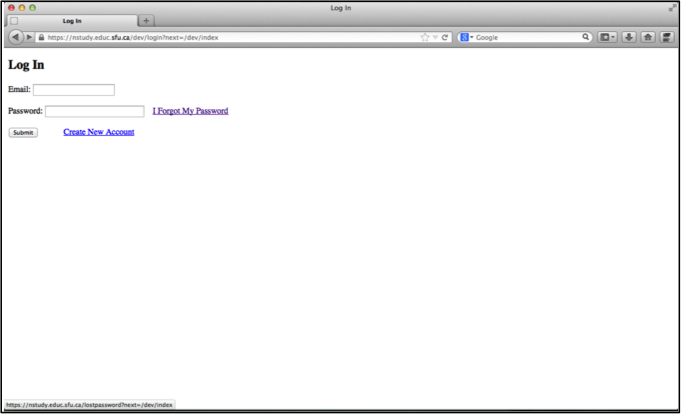 Log In
Log In
https://nstudy.educ.sfu.ca/dev/login?next=/dev/index
Google
Log In
Email:
Password: I Forgot My Password
Submit Create New Account
https://nstudy.educ.sfu.ca/lostpassword?next=/dev/index